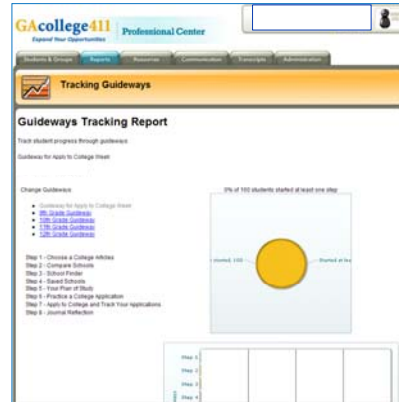 GAcollege411
Expand Your Opportunities
Professional Center
Students & Groups Reports Resources Communication Transcripts Administration
Tracking Guideways
Guideways Tracking Report
Track student progress through guideways.
Guideway for Apply to College Week
Change Guideways:
Guideway for Apply to College Week
9th Grade Guideway
10th Grade Guideway
11th Grade Guideway
12th Grade Guideway
Step 1 - Choose a College Articles
Step 2 - Compare Schools
Step 3 - School Finder
Step 4 - Saved Schools
Step 5 - Your Plan of Study
Step 6 - Practice a College Application
Step 7 - Apply to College and Track Your Applications
Step 8 - Journal Reflection
0% of 100 students started at least one step
started, 100
Started at lea
Step 1
Step 2
Step 3
Step 4